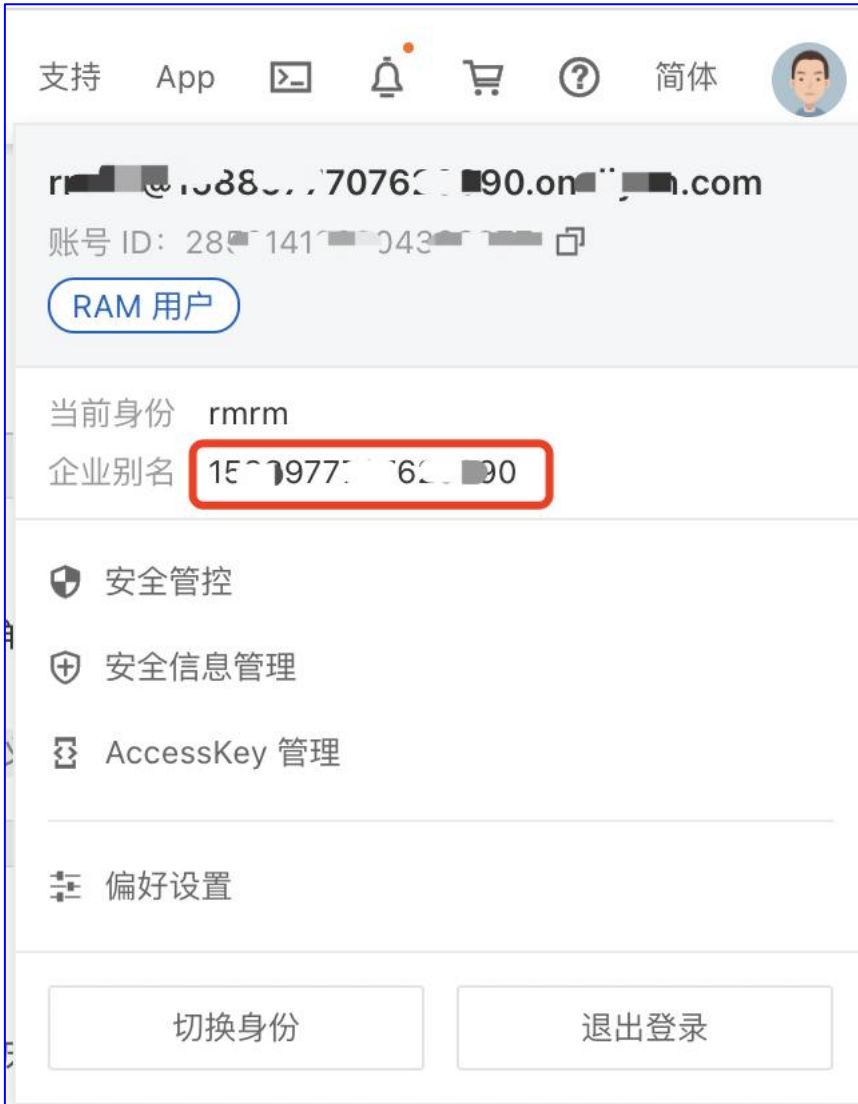 支持 App 简体
账号 ID：
RAM 用户
当前身份 rmrm
企业别名
安全管控
安全信息管理
AccessKey 管理
偏好设置
切换身份 退出登录